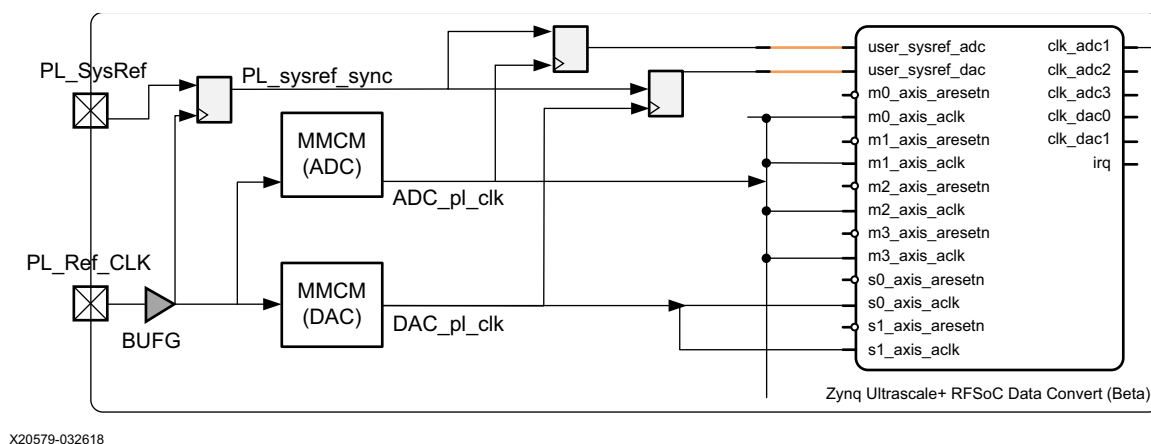 PL_SysRef
PL_sysref_sync
MMCM
(ADC)
ADC_pl_clk
PL_Ref_CLK
BUFG
MMCM
(DAC)
DAC_pl_clk
user_sysref_adc
user_sysref_dac
m0_axis_aresetn
m0_axis_aclk
m1_axis_aresetn
m1_axis_aclk
m2_axis_aresetn
m2_axis_aclk
m3_axis_aresetn
m3_axis_aclk
s0_axis_aresetn
s0_axis_aclk
s1_axis_aresetn
s1_axis_aclk
clk_adc1
clk_adc2
clk_adc3
clk_dac0
clk_dac1
irq
Zynq Ultrascale+ RFSoC Data Convert (Beta)
X20579-032618